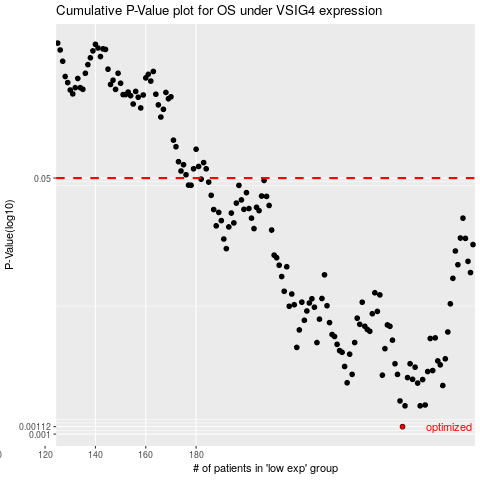 Cumulative P-Value plot for OS under VSIG4 expression
P-Value(log10)
0.05
0.00112
0.001
optimized
0
120
140
160
180
# of patients in 'low exp' group